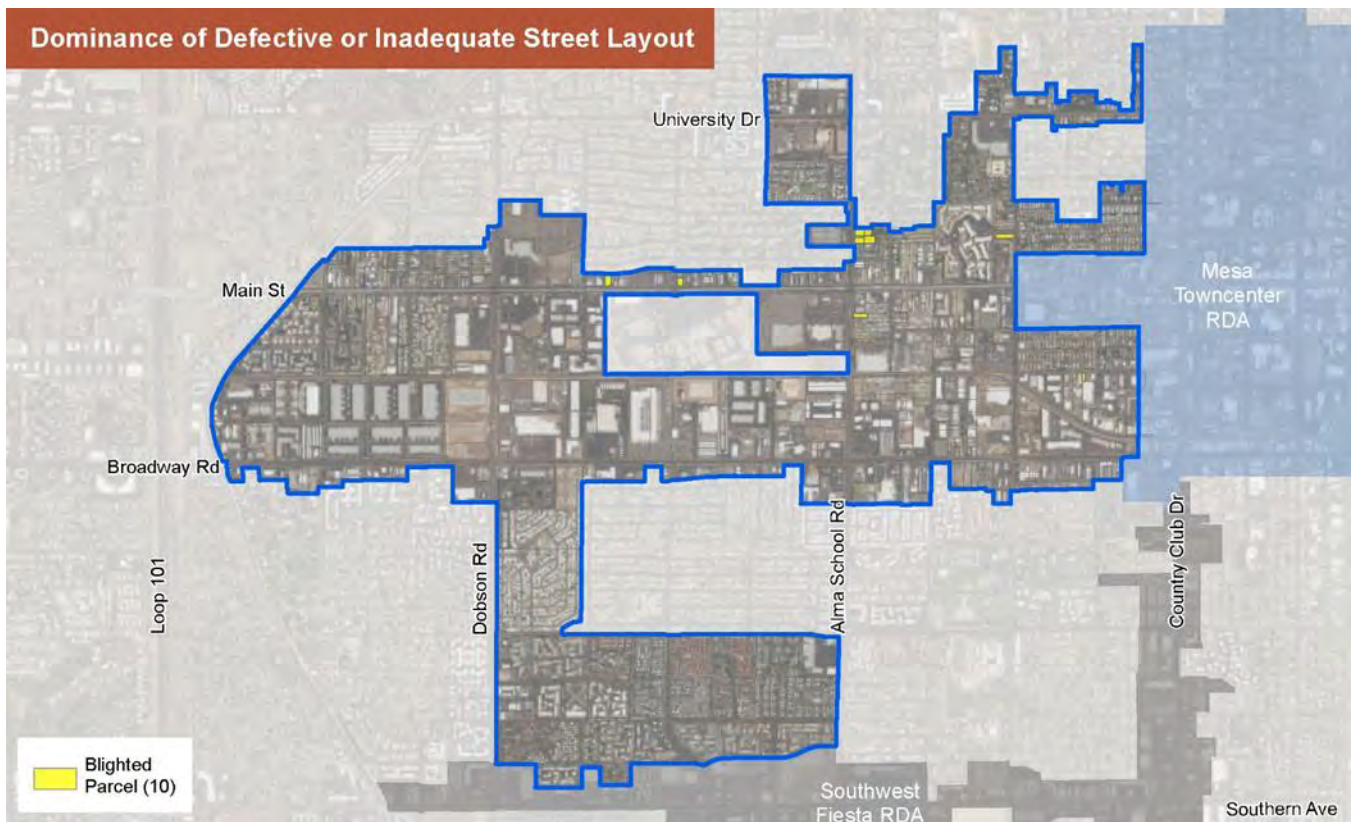 Dominance of Defective or Inadequate Street Layout
University Dr
Main St
Mesa
Towncenter
RDA
Broadway Rd
Loop 101
Dobson Rd
Alma School Rd
Country Club Dr
Blighted
Parcel (10)
Southwest
Fiesta RDA
Southern Ave